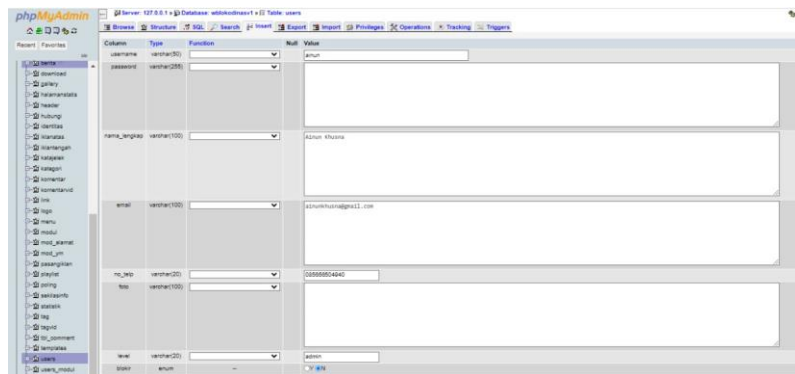 phpMyAdmin
Recent Favorites
berita
download
gallery
halamanstatis
header
hubungi
identitas
iklanatas
iklantengah
katajelek
kategori
komentar
komentarvid
link
logo
menu
modul
mod_alamat
mod_ym
pasangiklan
playlist
poling
sekilasinfo
statistik
tag
tagvid
tbl_comment
templates
users
users_modul
Server: 127.0.0.1 » Database: » Table: users
Browse Structure SQL Search Insert Export Import Privileges Operations Tracking Triggers
Column Type Function Null Value
username varchar(50) ainun
password varchar(255)
nama_lengkap varchar(100) Ainun Khusna
email varchar(100) ainunkhusna@gmail.com
no_telp varchar(20)
foto varchar(100)
level varchar(20) admin
blokir enum -- Y N